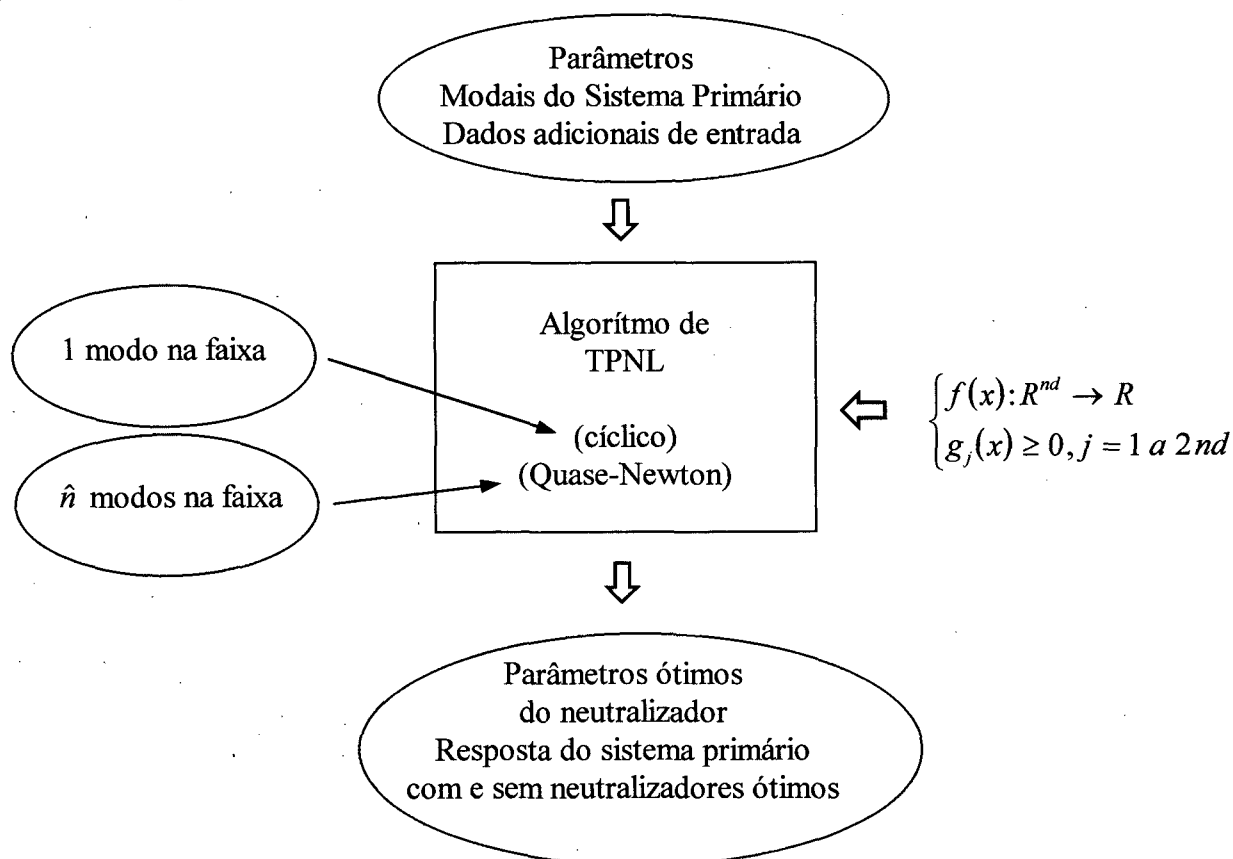 Parâmetros
Modais do Sistema Primário
Dados adicionais de entrada
1 modo na faixa
n̂ modos na faixa
Algorítmo de
TPNL
(cíclico)
(Quase-Newton)
{ f(x): R^{nd} → R
g_j(x) ≥ 0, j = 1 a 2nd
Parâmetros ótimos
do neutralizador
Resposta do sistema primário
com e sem neutralizadores ótimos